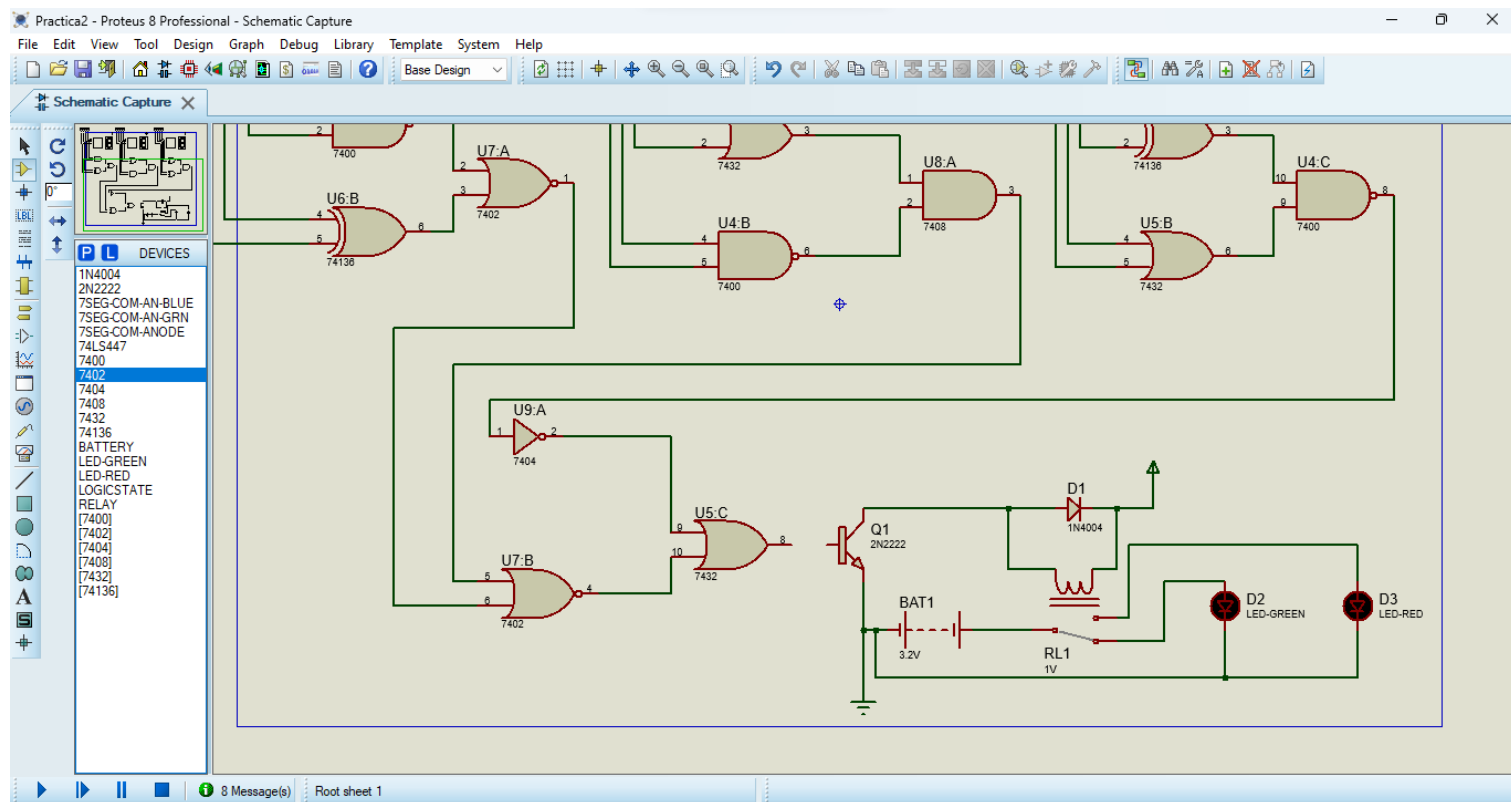 Practica2 - Proteus 8 Professional - Schematic Capture
File Edit View Tool Design Graph Debug Library Template System Help
Base Design
Schematic Capture
0°
LBL
P L DEVICES
1N4004
2N2222
7SEG-COM-AN-BLUE
7SEG-COM-AN-GRN
7SEG-COM-ANODE
74LS447
7400
7402
7404
7408
7432
74136
BATTERY
LED-GREEN
LED-RED
LOGICSTATE
RELAY
[7400]
[7402]
[7404]
[7408]
[7432]
[74136]
A
S
2
7400
3
2
7432
3
2
74136
3
U7:A
2
3
1
7402
U6:B
4
5
6
74136
U8:A
1
2
3
7408
U4:B
4
5
6
7400
U4:C
10
9
8
7400
U5:B
4
5
6
7432
U9:A
1
2
7404
U5:C
9
10
8
7432
U7:B
5
6
4
7402
Q1
2N2222
D1
1N4004
BAT1
3.2V
RL1
1V
D2
LED-GREEN
D3
LED-RED
8 Message(s)
Root sheet 1